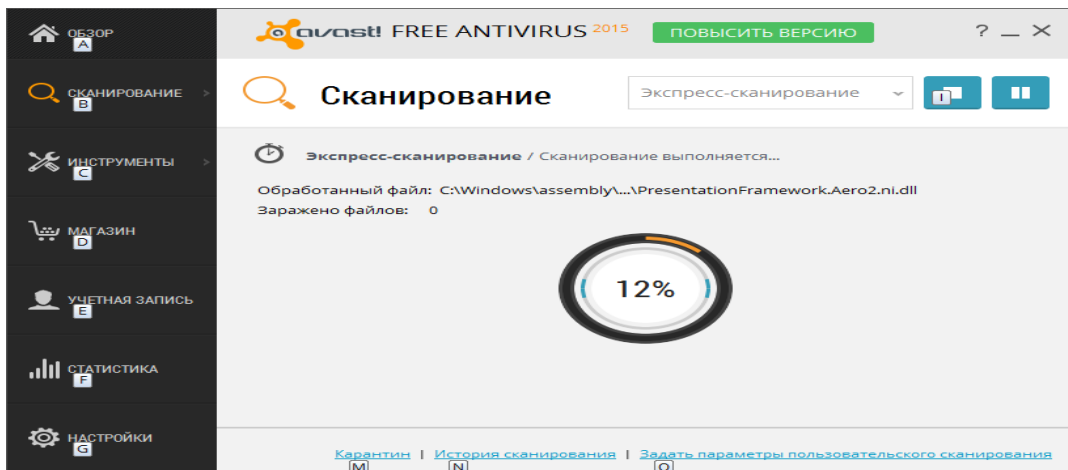 ОБЗОР
A
СКАНИРОВАНИЕ
B
ИНСТРУМЕНТЫ
C
МАГАЗИН
D
УЧЕТНАЯ ЗАПИСЬ
E
СТАТИСТИКА
F
НАСТРОЙКИ
G
avast! FREE ANTIVIRUS 2015 ПОВЫСИТЬ ВЕРСИЮ ?
Сканирование Экспресс-сканирование I
Экспресс-сканирование / Сканирование выполняется...
Обработанный файл: C:\Windows\assembly\...\PresentationFramework.Aero2.ni.dll
Заражено файлов: 0
12%
Карантин | История сканирования | Задать параметры пользовательского сканирования
M N O